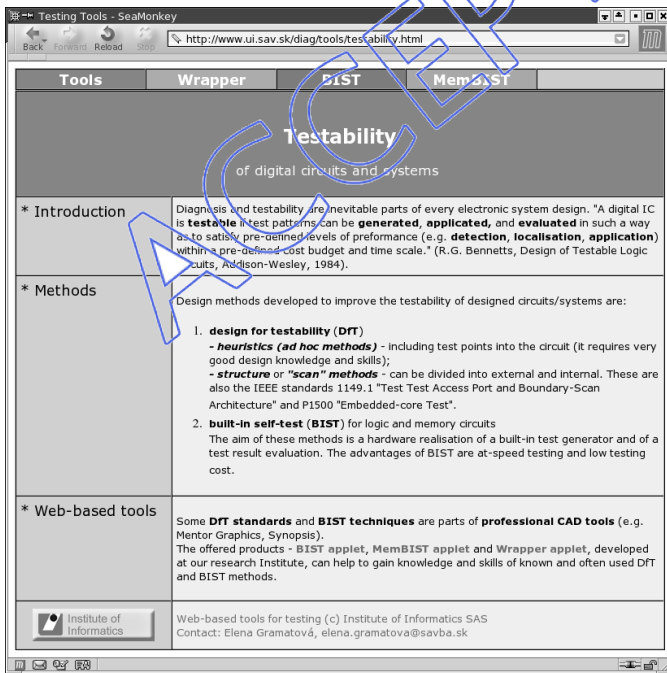 Testing Tools - SeaMonkey
Back Forward Reload Stop http://www.ui.sav.sk/diag/tools/testability.html
Tools Wrapper BIST MemBIST
Testability
of digital circuits and systems
* Introduction
Diagnosis and testability are inevitable parts of every electronic system design. "A digital IC
is testable if test patterns can be generated, applicated, and evaluated in such a way
as to satisfy pre-defined levels of preformance (e.g. detection, localisation, application)
within a pre-defined cost budget and time scale." (R.G. Bennetts, Design of Testable Logic
Circuits, Addison-Wesley, 1984).
* Methods
Design methods developed to improve the testability of designed circuits/systems are:
1. design for testability (DfT)
- heuristics (ad hoc methods) - including test points into the circuit (it requires very
good design knowledge and skills);
- structure or "scan" methods - can be divided into external and internal. These are
also the IEEE standards 1149.1 "Test Test Access Port and Boundary-Scan
Architecture" and P1500 "Embedded-core Test".
2. built-in self-test (BIST) for logic and memory circuits
The aim of these methods is a hardware realisation of a built-in test generator and of a
test result evaluation. The advantages of BIST are at-speed testing and low testing
cost.
* Web-based tools
Some DfT standards and BIST techniques are parts of professional CAD tools (e.g.
Mentor Graphics, Synopsis).
The offered products - BIST applet, MemBIST applet and Wrapper applet, developed
at our research Institute, can help to gain knowledge and skills of known and often used DfT
and BIST methods.
Institute of
Informatics
Web-based tools for testing (c) Institute of Informatics SAS
Contact: Elena Gramatová, elena.gramatova@savba.sk
ACCEP